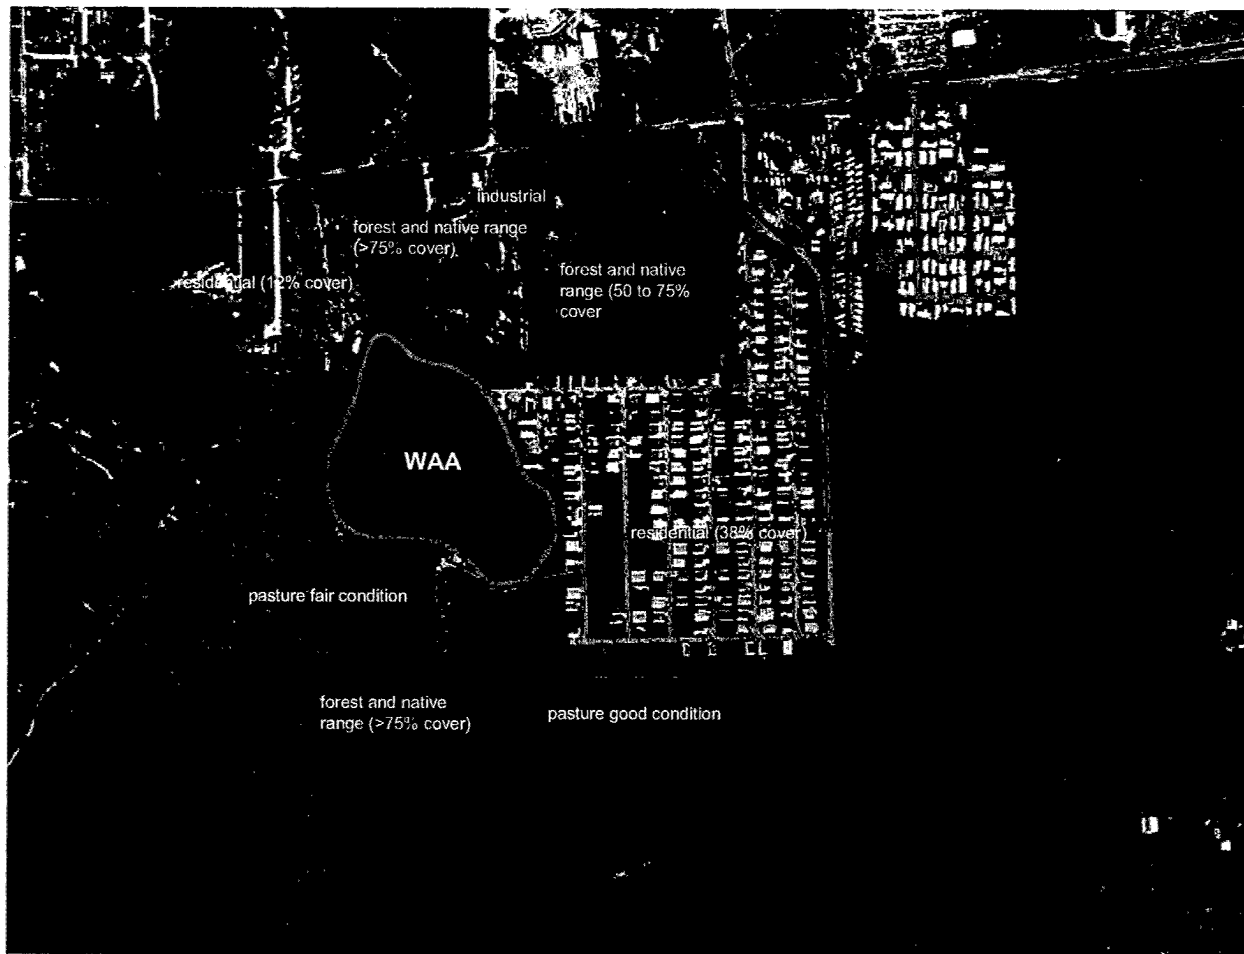 industrial
forest and native range
(>75% cover)
forest and native
range (50 to 75%
cover
residential (12% cover)
WAA
residential (38% cover)
pasture fair condition
forest and native
range (>75% cover)
pasture good condition